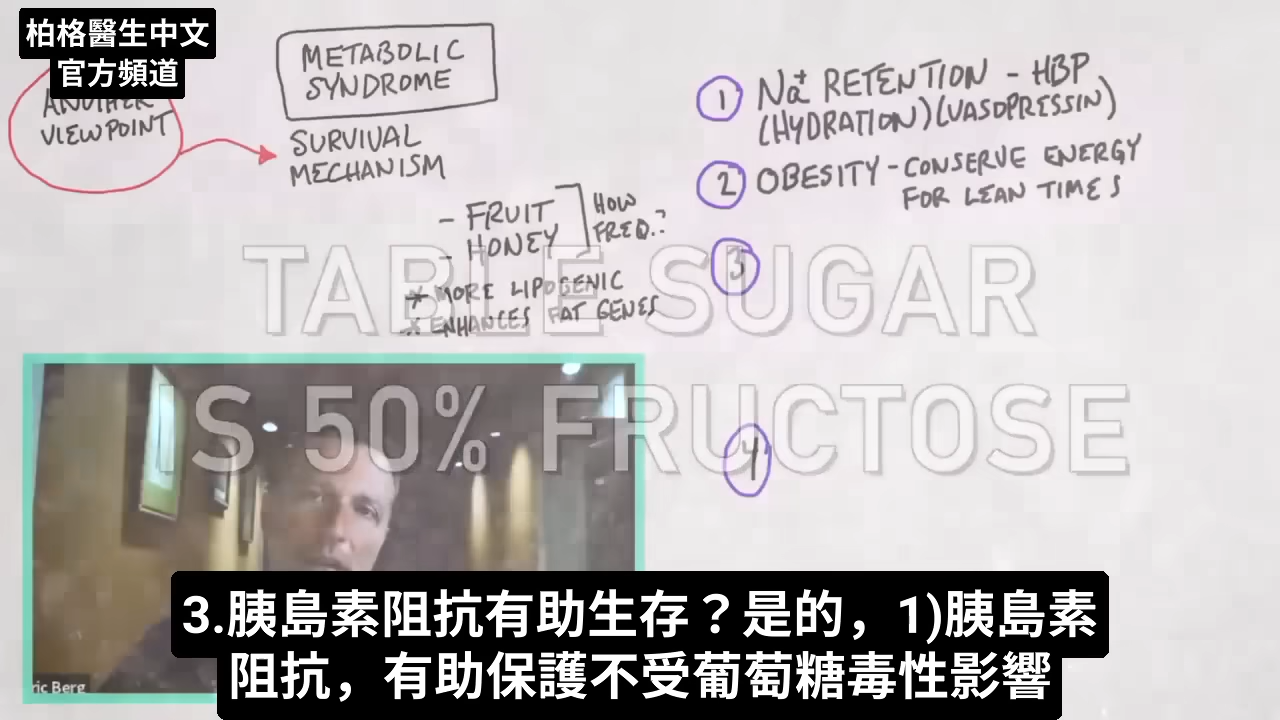 柏格醫生中文
官方頻道
ANOTHER
VIEWPOINT
METABOLIC
SYNDROME
SURVIVAL
MECHANISM
- FRUIT
- HONEY
HOW
FREQ.?
* MORE LIPOGENIC
* ENHANCES FAT GENES
1 Na+ RETENTION - HBP
(HYDRATION)(VASOPRESSIN)
2 OBESITY - CONSERVE ENERGY
FOR LEAN TIMES
3
4
TABLE SUGAR
IS 50% FRUCTOSE
ric Berg
3.胰島素阻抗有助生存？是的，1)胰島素
阻抗，有助保護不受葡萄糖毒性影響